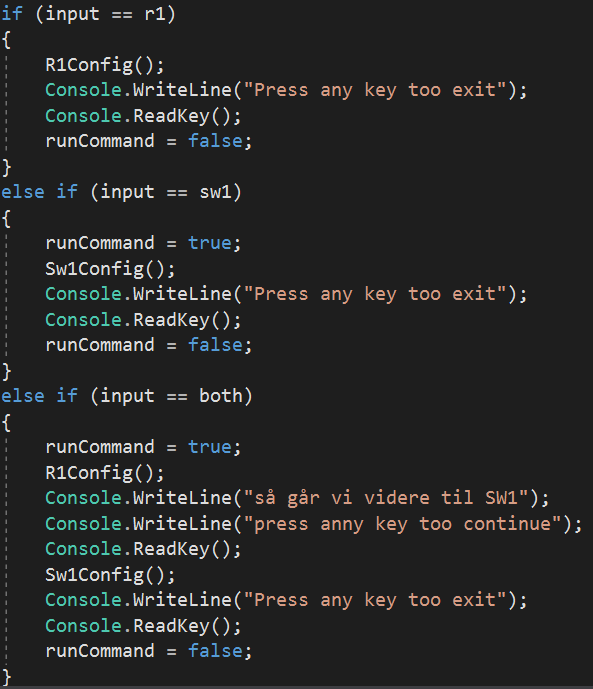 if (input == r1)
{
R1Config();
Console.WriteLine("Press any key too exit");
Console.ReadKey();
runCommand = false;
}
else if (input == sw1)
{
runCommand = true;
Sw1Config();
Console.WriteLine("Press any key too exit");
Console.ReadKey();
runCommand = false;
}
else if (input == both)
{
runCommand = true;
R1Config();
Console.WriteLine("så går vi videre til SW1");
Console.WriteLine("press anny key too continue");
Console.ReadKey();
Sw1Config();
Console.WriteLine("Press any key too exit");
Console.ReadKey();
runCommand = false;
}